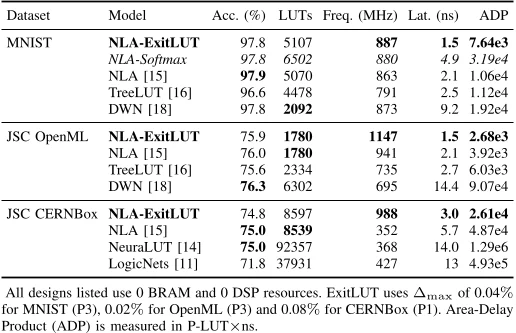 Dataset Model Acc. (%) LUTs Freq. (MHz) Lat. (ns) ADP
MNIST NLA-ExitLUT 97.8 5107 887 1.5 7.64e3
NLA-Softmax 97.8 6502 880 4.9 3.19e4
NLA [15] 97.9 5070 863 2.1 1.06e4
TreeLUT [16] 96.6 4478 791 2.5 1.12e4
DWN [18] 97.8 2092 873 9.2 1.92e4
JSC OpenML NLA-ExitLUT 75.9 1780 1147 1.5 2.68e3
NLA [15] 76.0 1780 941 2.1 3.92e3
TreeLUT [16] 75.6 2334 735 2.7 6.03e3
DWN [18] 76.3 6302 695 14.4 9.07e4
JSC CERNBox NLA-ExitLUT 74.8 8597 988 3.0 2.61e4
NLA [15] 75.0 8539 352 5.7 4.87e4
NeuraLUT [14] 75.0 92357 368 14.0 1.29e6
LogicNets [11] 71.8 37931 427 13 4.93e5
All designs listed use 0 BRAM and 0 DSP resources. ExitLUT uses Δmax of 0.04%
for MNIST (P3), 0.02% for OpenML (P3) and 0.08% for CERNBox (P1). Area-Delay
Product (ADP) is measured in P-LUT×ns.